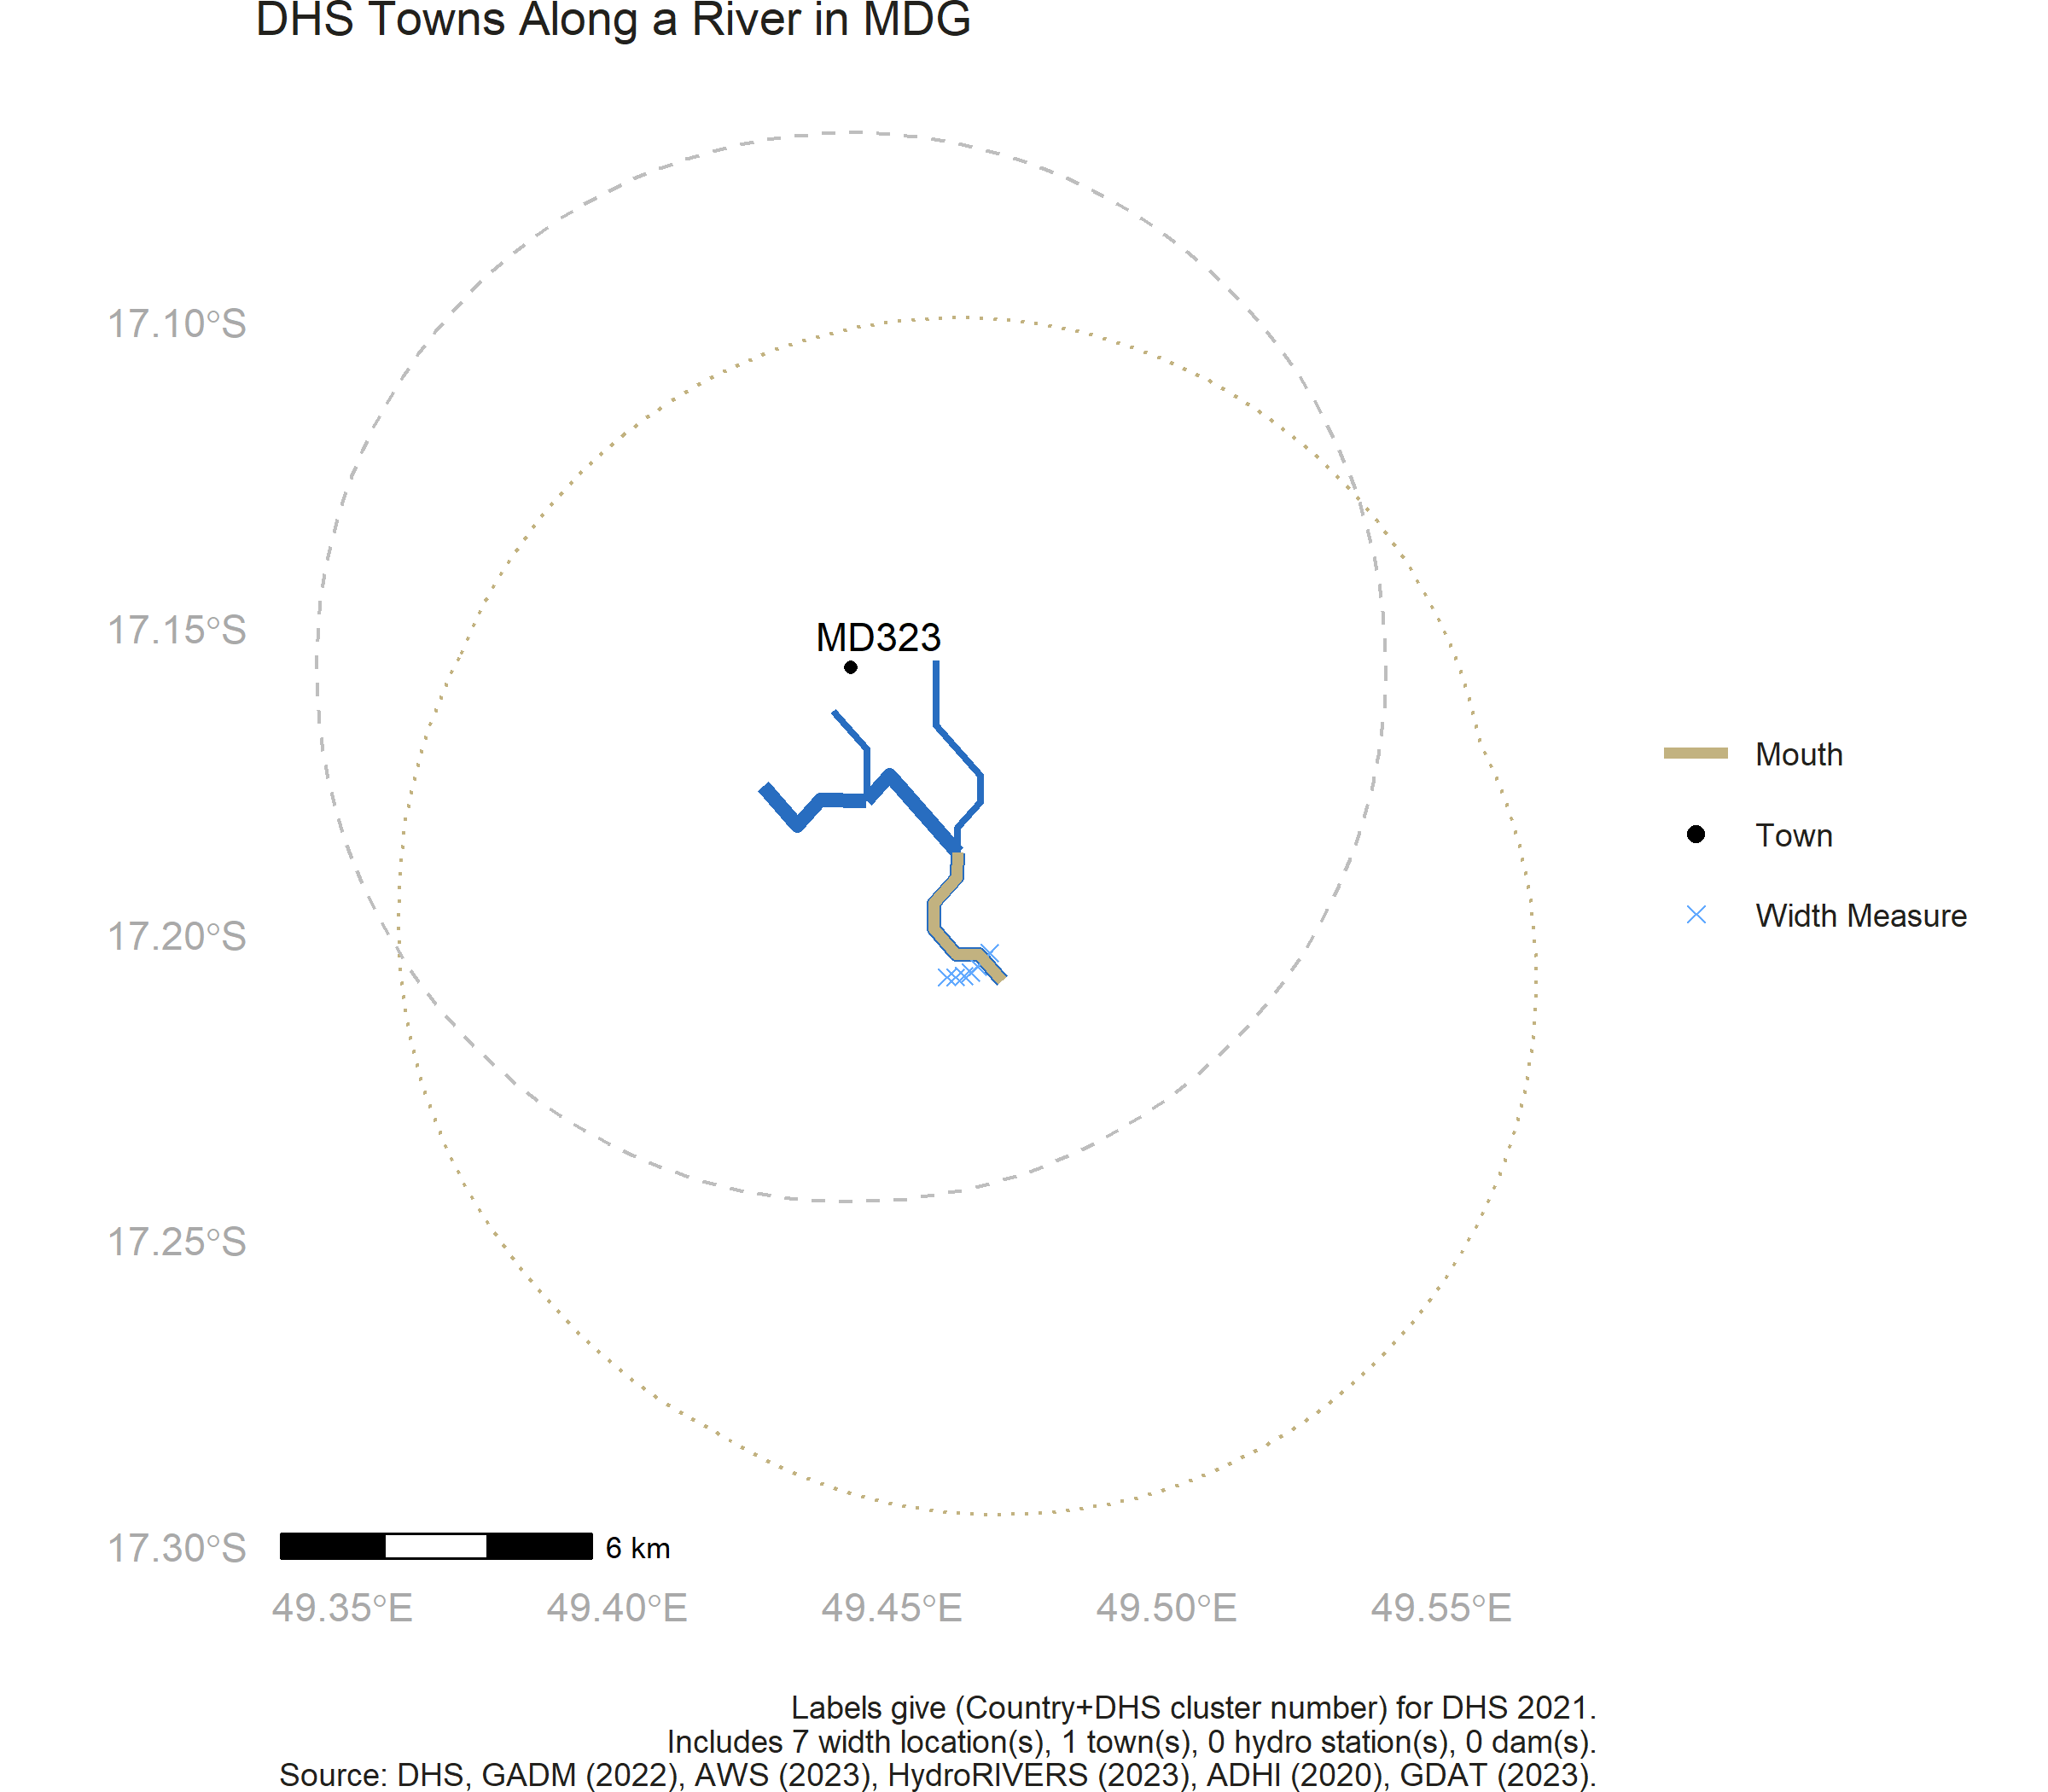 DHS Towns Along a River in MDG
17.10°S
17.15°S
17.20°S
17.25°S
17.30°S
MD323
Mouth
Town
Width Measure
6 km
49.35°E
49.40°E
49.45°E
49.50°E
49.55°E
Labels give (Country+DHS cluster number) for DHS 2021.
Includes 7 width location(s), 1 town(s), 0 hydro station(s), 0 dam(s).
Source: DHS, GADM (2022), AWS (2023), HydroRIVERS (2023), ADHI (2020), GDAT (2023).